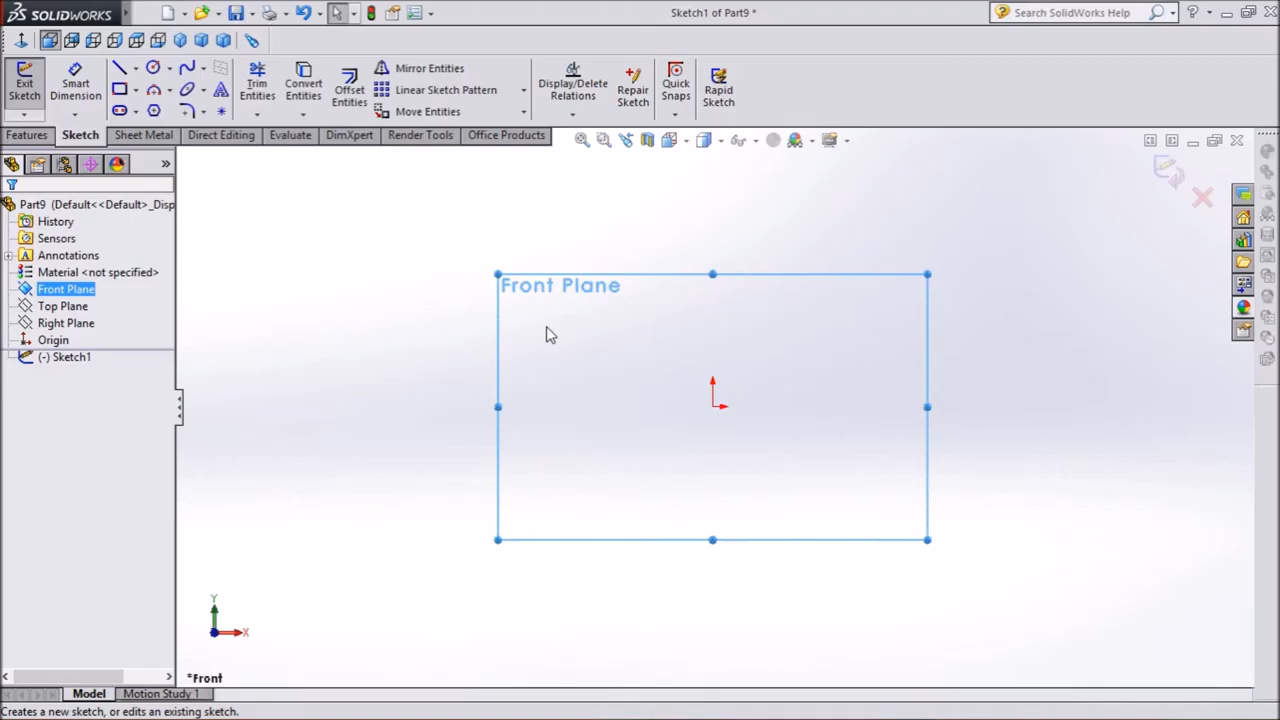 SOLIDWORKS
Sketch1 of Part9 *
Search SolidWorks Help
Exit Sketch
Smart Dimension
Trim Entities
Convert Entities
Offset Entities
Mirror Entities
Linear Sketch Pattern
Move Entities
Display/Delete Relations
Repair Sketch
Quick Snaps
Rapid Sketch
Features
Sketch
Sheet Metal
Direct Editing
Evaluate
DimXpert
Render Tools
Office Products
Part9 (Default<<Default>_Disp
History
Sensors
Annotations
Material <not specified>
Front Plane
Top Plane
Right Plane
Origin
(-) Sketch1
Front Plane
Y
X
*Front
Model
Motion Study 1
Creates a new sketch, or edits an existing sketch.